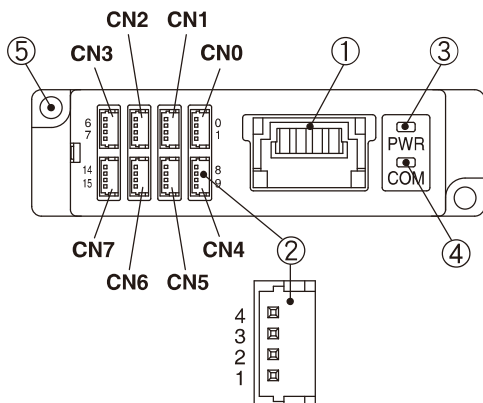 CN2 CN1
⑤ CN3 CN0 ① ③
6 0
7 1
PWR
14 8
15 9
COM
CN7 CN4 ② ④
CN6 CN5
4
3
2
1